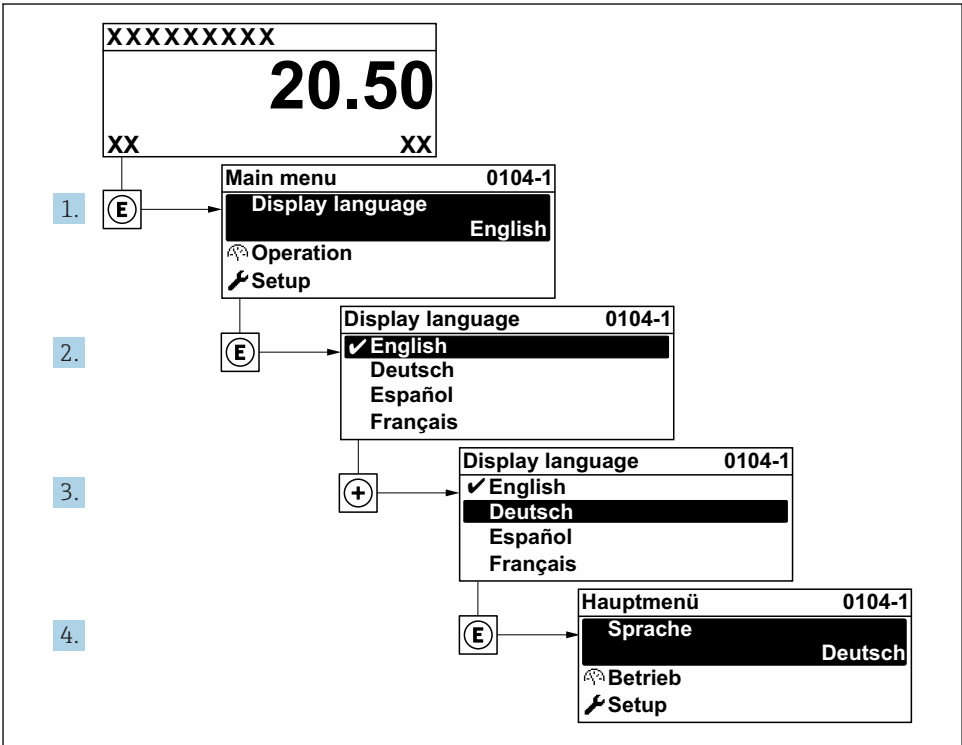 XXXXXXXXX
20.50
XX XX
1. E
Main menu 0104-1
Display language
English
Operation
Setup
2. E
Display language 0104-1
✔English
Deutsch
Español
Français
3. +
Display language 0104-1
✔English
Deutsch
Español
Français
4. E
Hauptmenü 0104-1
Sprache
Deutsch
Betrieb
Setup